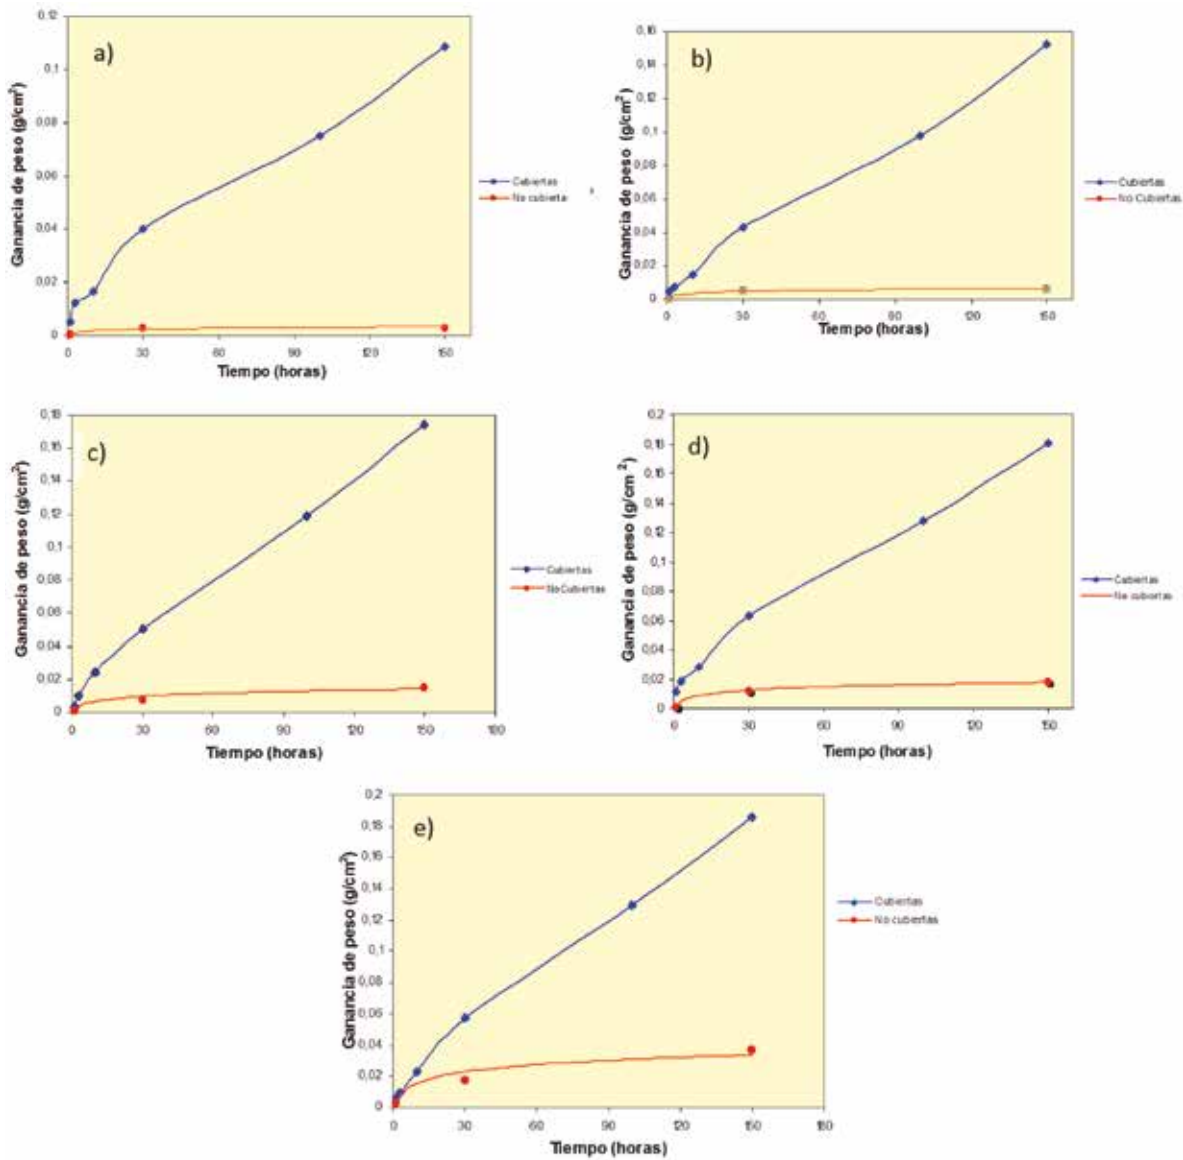 a)
Ganancia de peso (g/cm²)
0,12
0,1
0,08
0,06
0,04
0,02
0
0 30 60 90 120 150
Tiempo (horas)
Cubiertas
No cubierta
b)
Ganancia de peso (g/cm²)
0,16
0,14
0,12
0,1
0,08
0,06
0,04
0,02
0
0 30 60 90 120 150
Tiempo (horas)
Cubiertas
No Cubiertas
c)
Ganancia de peso (g/cm²)
0,18
0,16
0,14
0,12
0,1
0,08
0,06
0,04
0,02
0
0 30 60 90 120 150 180
Tiempo (horas)
Cubiertas
No Cubiertas
d)
Ganancia de peso (g/cm²)
0,2
0,18
0,16
0,14
0,12
0,1
0,08
0,06
0,04
0,02
0
0 30 60 90 120 150
Tiempo (horas)
Cubiertas
No cubiertas
e)
Ganancia de peso (g/cm²)
0,2
0,18
0,16
0,14
0,12
0,1
0,08
0,06
0,04
0,02
0
0 30 60 90 120 150 180
Tiempo (horas)
Cubiertas
No cubiertas